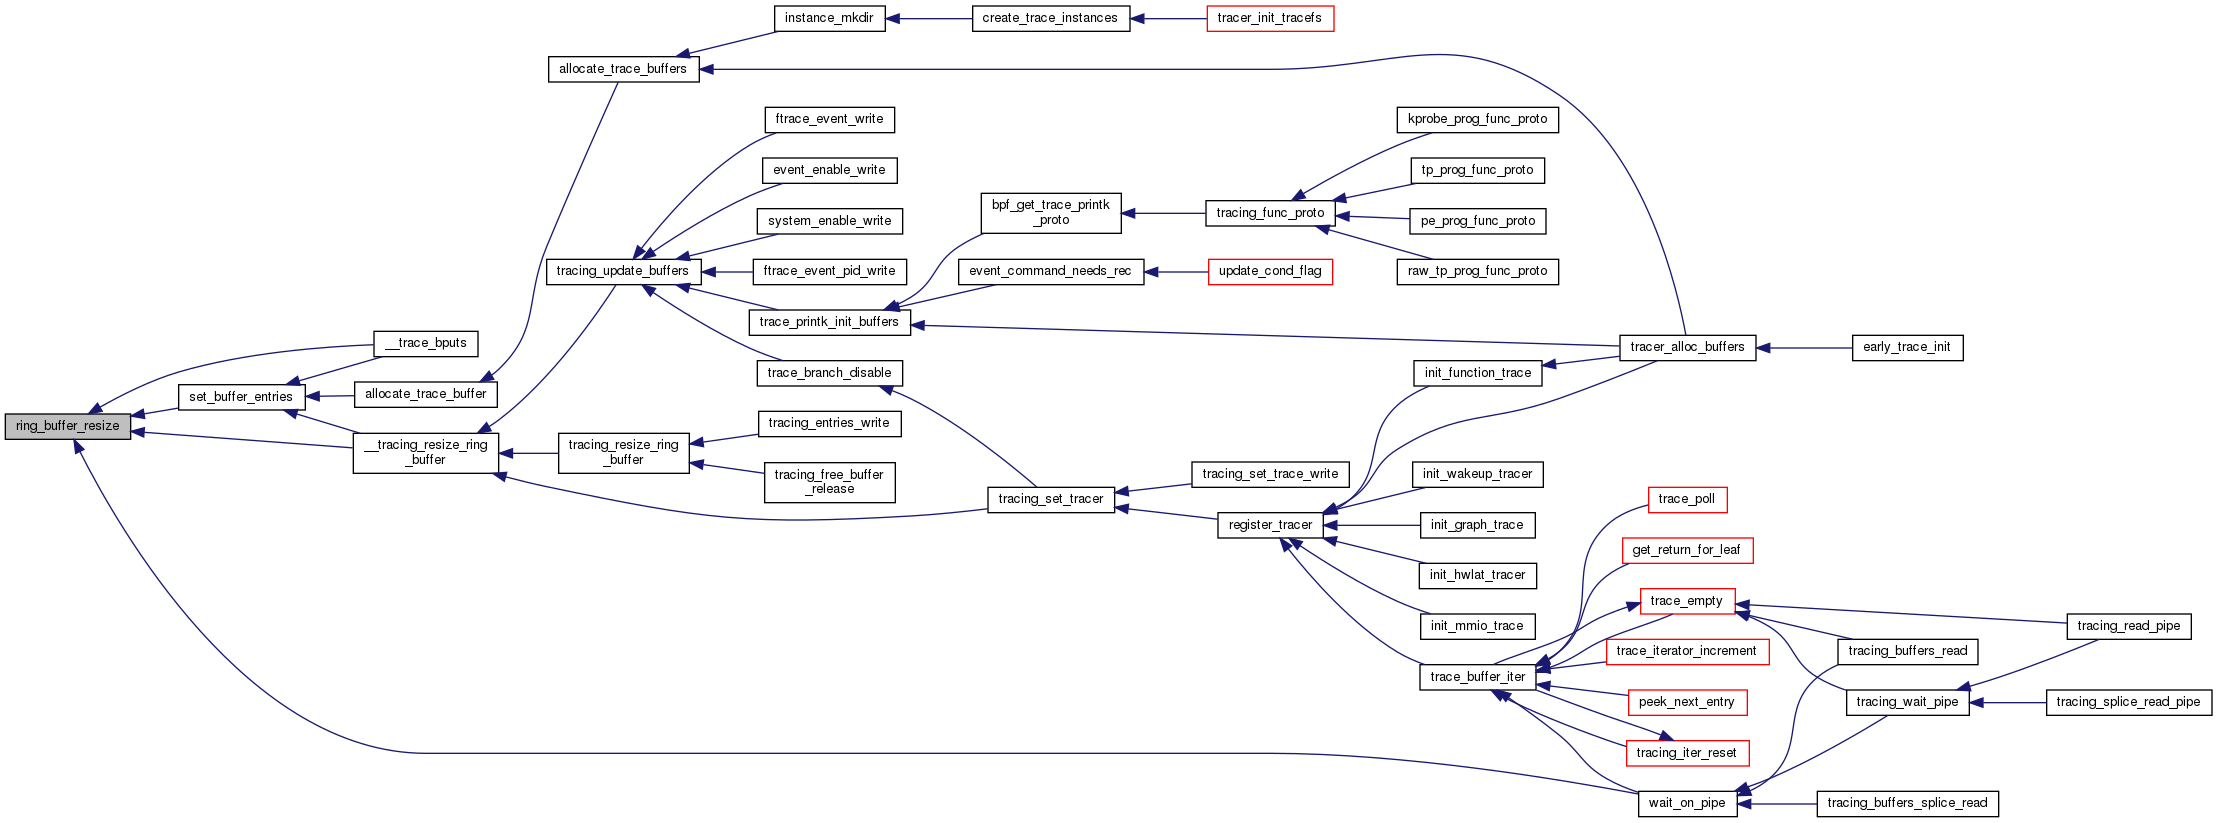 instance_mkdir
create_trace_instances
tracer_init_tracefs
allocate_trace_buffers
ftrace_event_write
kprobe_prog_func_proto
event_enable_write
tp_prog_func_proto
bpf_get_trace_printk
_proto
tracing_func_proto
system_enable_write
pe_prog_func_proto
tracing_update_buffers
ftrace_event_pid_write
event_command_needs_rec
update_cond_flag
raw_tp_prog_func_proto
trace_printk_init_buffers
__trace_bputs
tracer_alloc_buffers
early_trace_init
trace_branch_disable
init_function_trace
set_buffer_entries
allocate_trace_buffer
ring_buffer_resize
tracing_entries_write
__tracing_resize_ring
_buffer
tracing_resize_ring
_buffer
tracing_free_buffer
_release
tracing_set_trace_write
init_wakeup_tracer
tracing_set_tracer
trace_poll
register_tracer
init_graph_trace
get_return_for_leaf
init_hwlat_tracer
trace_empty
init_mmio_trace
tracing_read_pipe
trace_iterator_increment
tracing_buffers_read
trace_buffer_iter
peek_next_entry
tracing_wait_pipe
tracing_splice_read_pipe
tracing_iter_reset
wait_on_pipe
tracing_buffers_splice_read